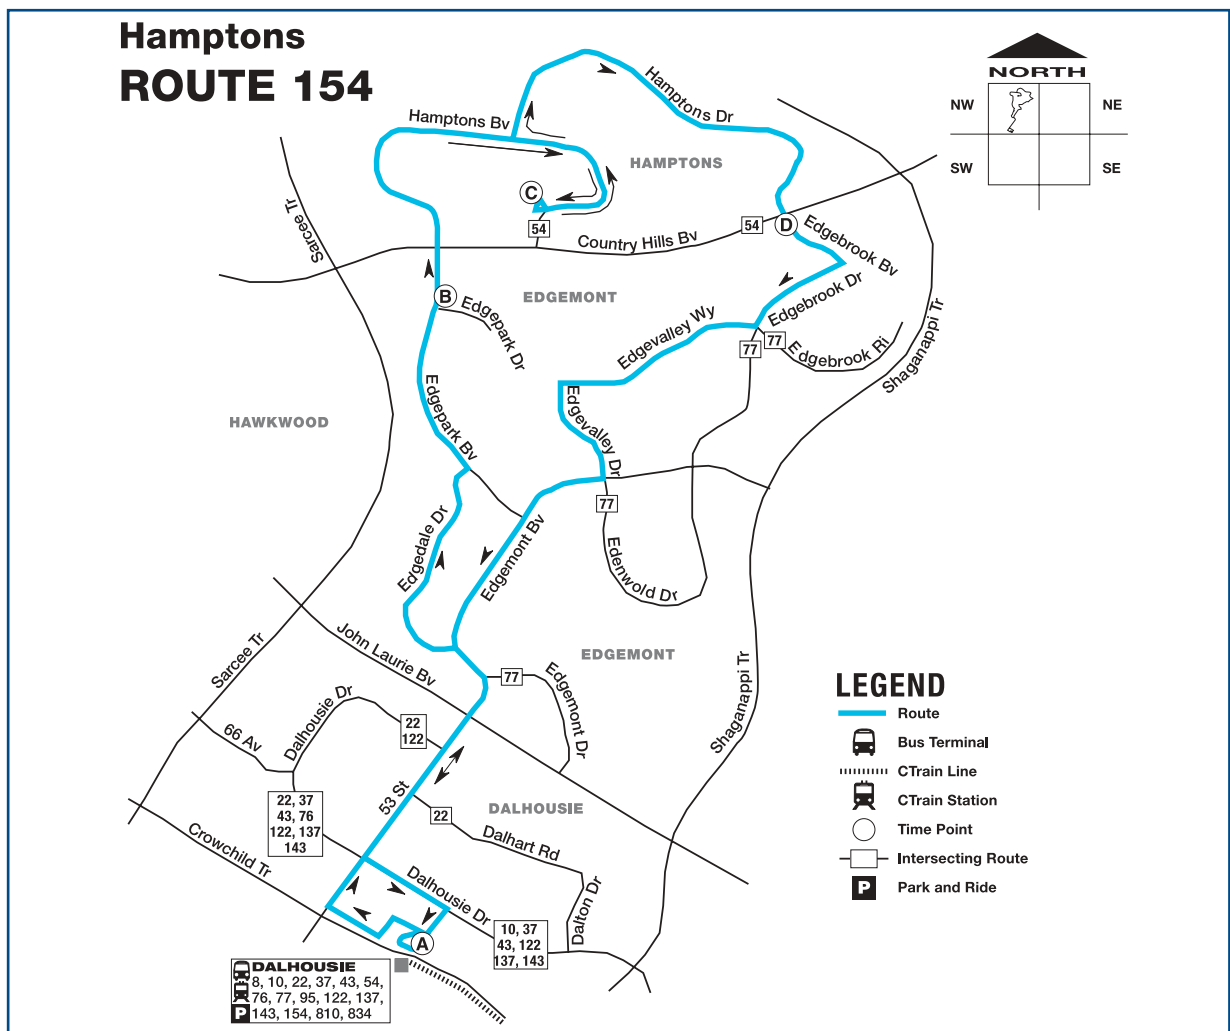 Hamptons
ROUTE 154
NORTH
NW
NE
SW
SE
Hamptons Dr
Hamptons Bv
HAMPTONS
Sarcee Tr
C
54
54
D
Country Hills Bv
Edgebrook Bv
B
EDGEMONT
Edgepark Dr
Edgebrook Dr
Edgevalley Wy
77
77
Edgebrook Ri
Shaganappi Tr
Edgepark Bv
HAWKWOOD
Edgevalley Dr
77
Edgedale Dr
Edgemont Bv
Edenwold Dr
John Laurie Bv
Sarcee Tr
EDGEMONT
77
Edgemont Dr
Shaganappi Tr
Dalhousie Dr
22
122
66 Av
53 St
DALHOUSIE
22, 37
43, 76
122, 137
143
22
Dalhart Rd
Crowchild Tr
Dalhousie Dr
Dalton Dr
10, 37
43, 122
137, 143
A
DALHOUSIE
8, 10, 22, 37, 43, 54,
76, 77, 95, 122, 137,
P 143, 154, 810, 834
LEGEND
Route
Bus Terminal
CTrain Line
CTrain Station
Time Point
Intersecting Route
P Park and Ride